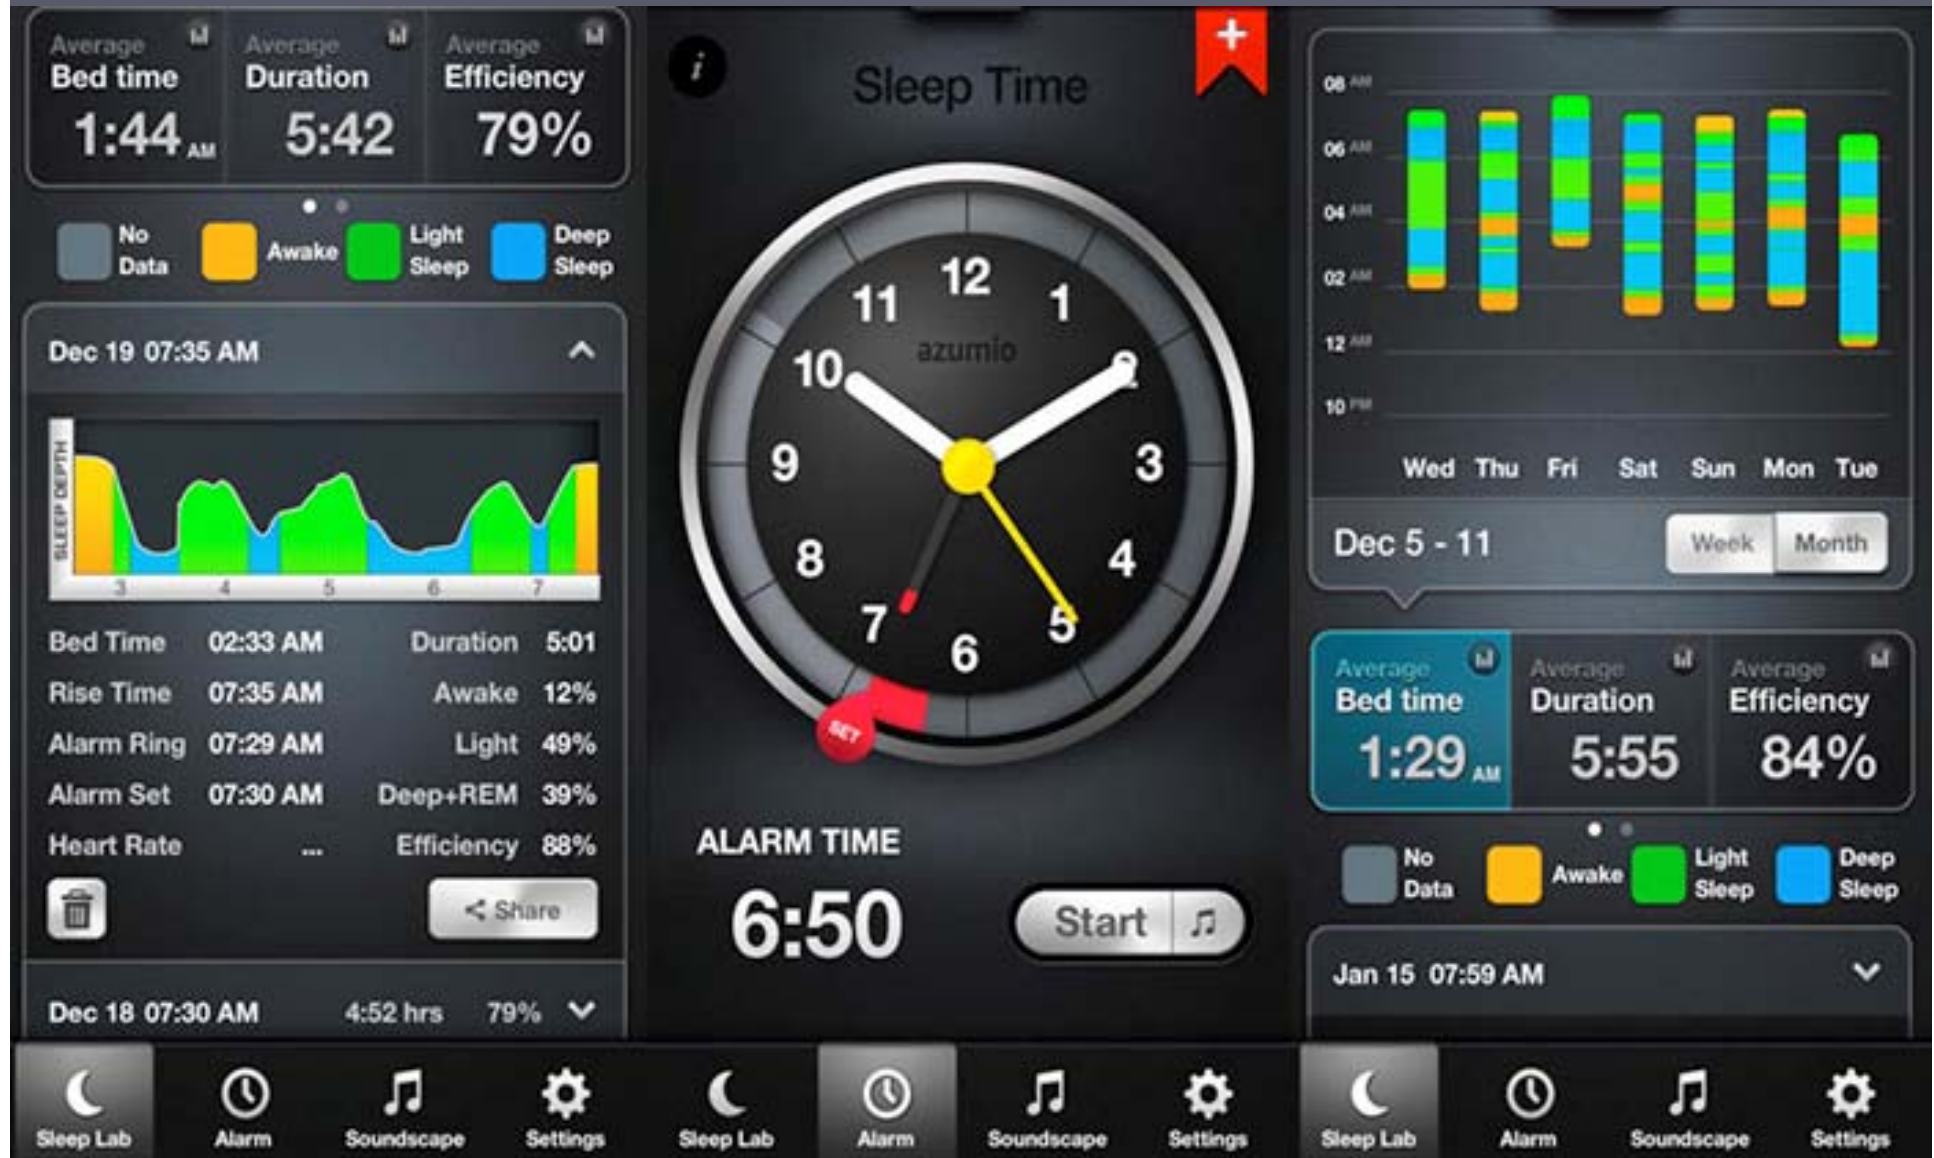 Average
Bed time
1:44 AM
Average
Duration
5:42
Average
Efficiency
79%
No
Data
Awake
Light
Sleep
Deep
Sleep
Dec 19 07:35 AM
SLEEP DEPTH
3 4 5 6 7
Bed Time 02:33 AM Duration 5:01
Rise Time 07:35 AM Awake 12%
Alarm Ring 07:29 AM Light 49%
Alarm Set 07:30 AM Deep+REM 39%
Heart Rate ... Efficiency 88%
Share
Dec 18 07:30 AM 4:52 hrs 79%
Sleep Lab Alarm Soundscape Settings
i
+
Sleep Time
12
1
2
3
4
5
6
7
8
9
10
11
azumio
SET
ALARM TIME
6:50
Start
Sleep Lab Alarm Soundscape Settings
08 AM
06 AM
04 AM
02 AM
12 AM
10 PM
Wed Thu Fri Sat Sun Mon Tue
Dec 5 - 11
Week Month
Average
Bed time
1:29 AM
Average
Duration
5:55
Average
Efficiency
84%
No
Data
Awake
Light
Sleep
Deep
Sleep
Jan 15 07:59 AM
Sleep Lab Alarm Soundscape Settings